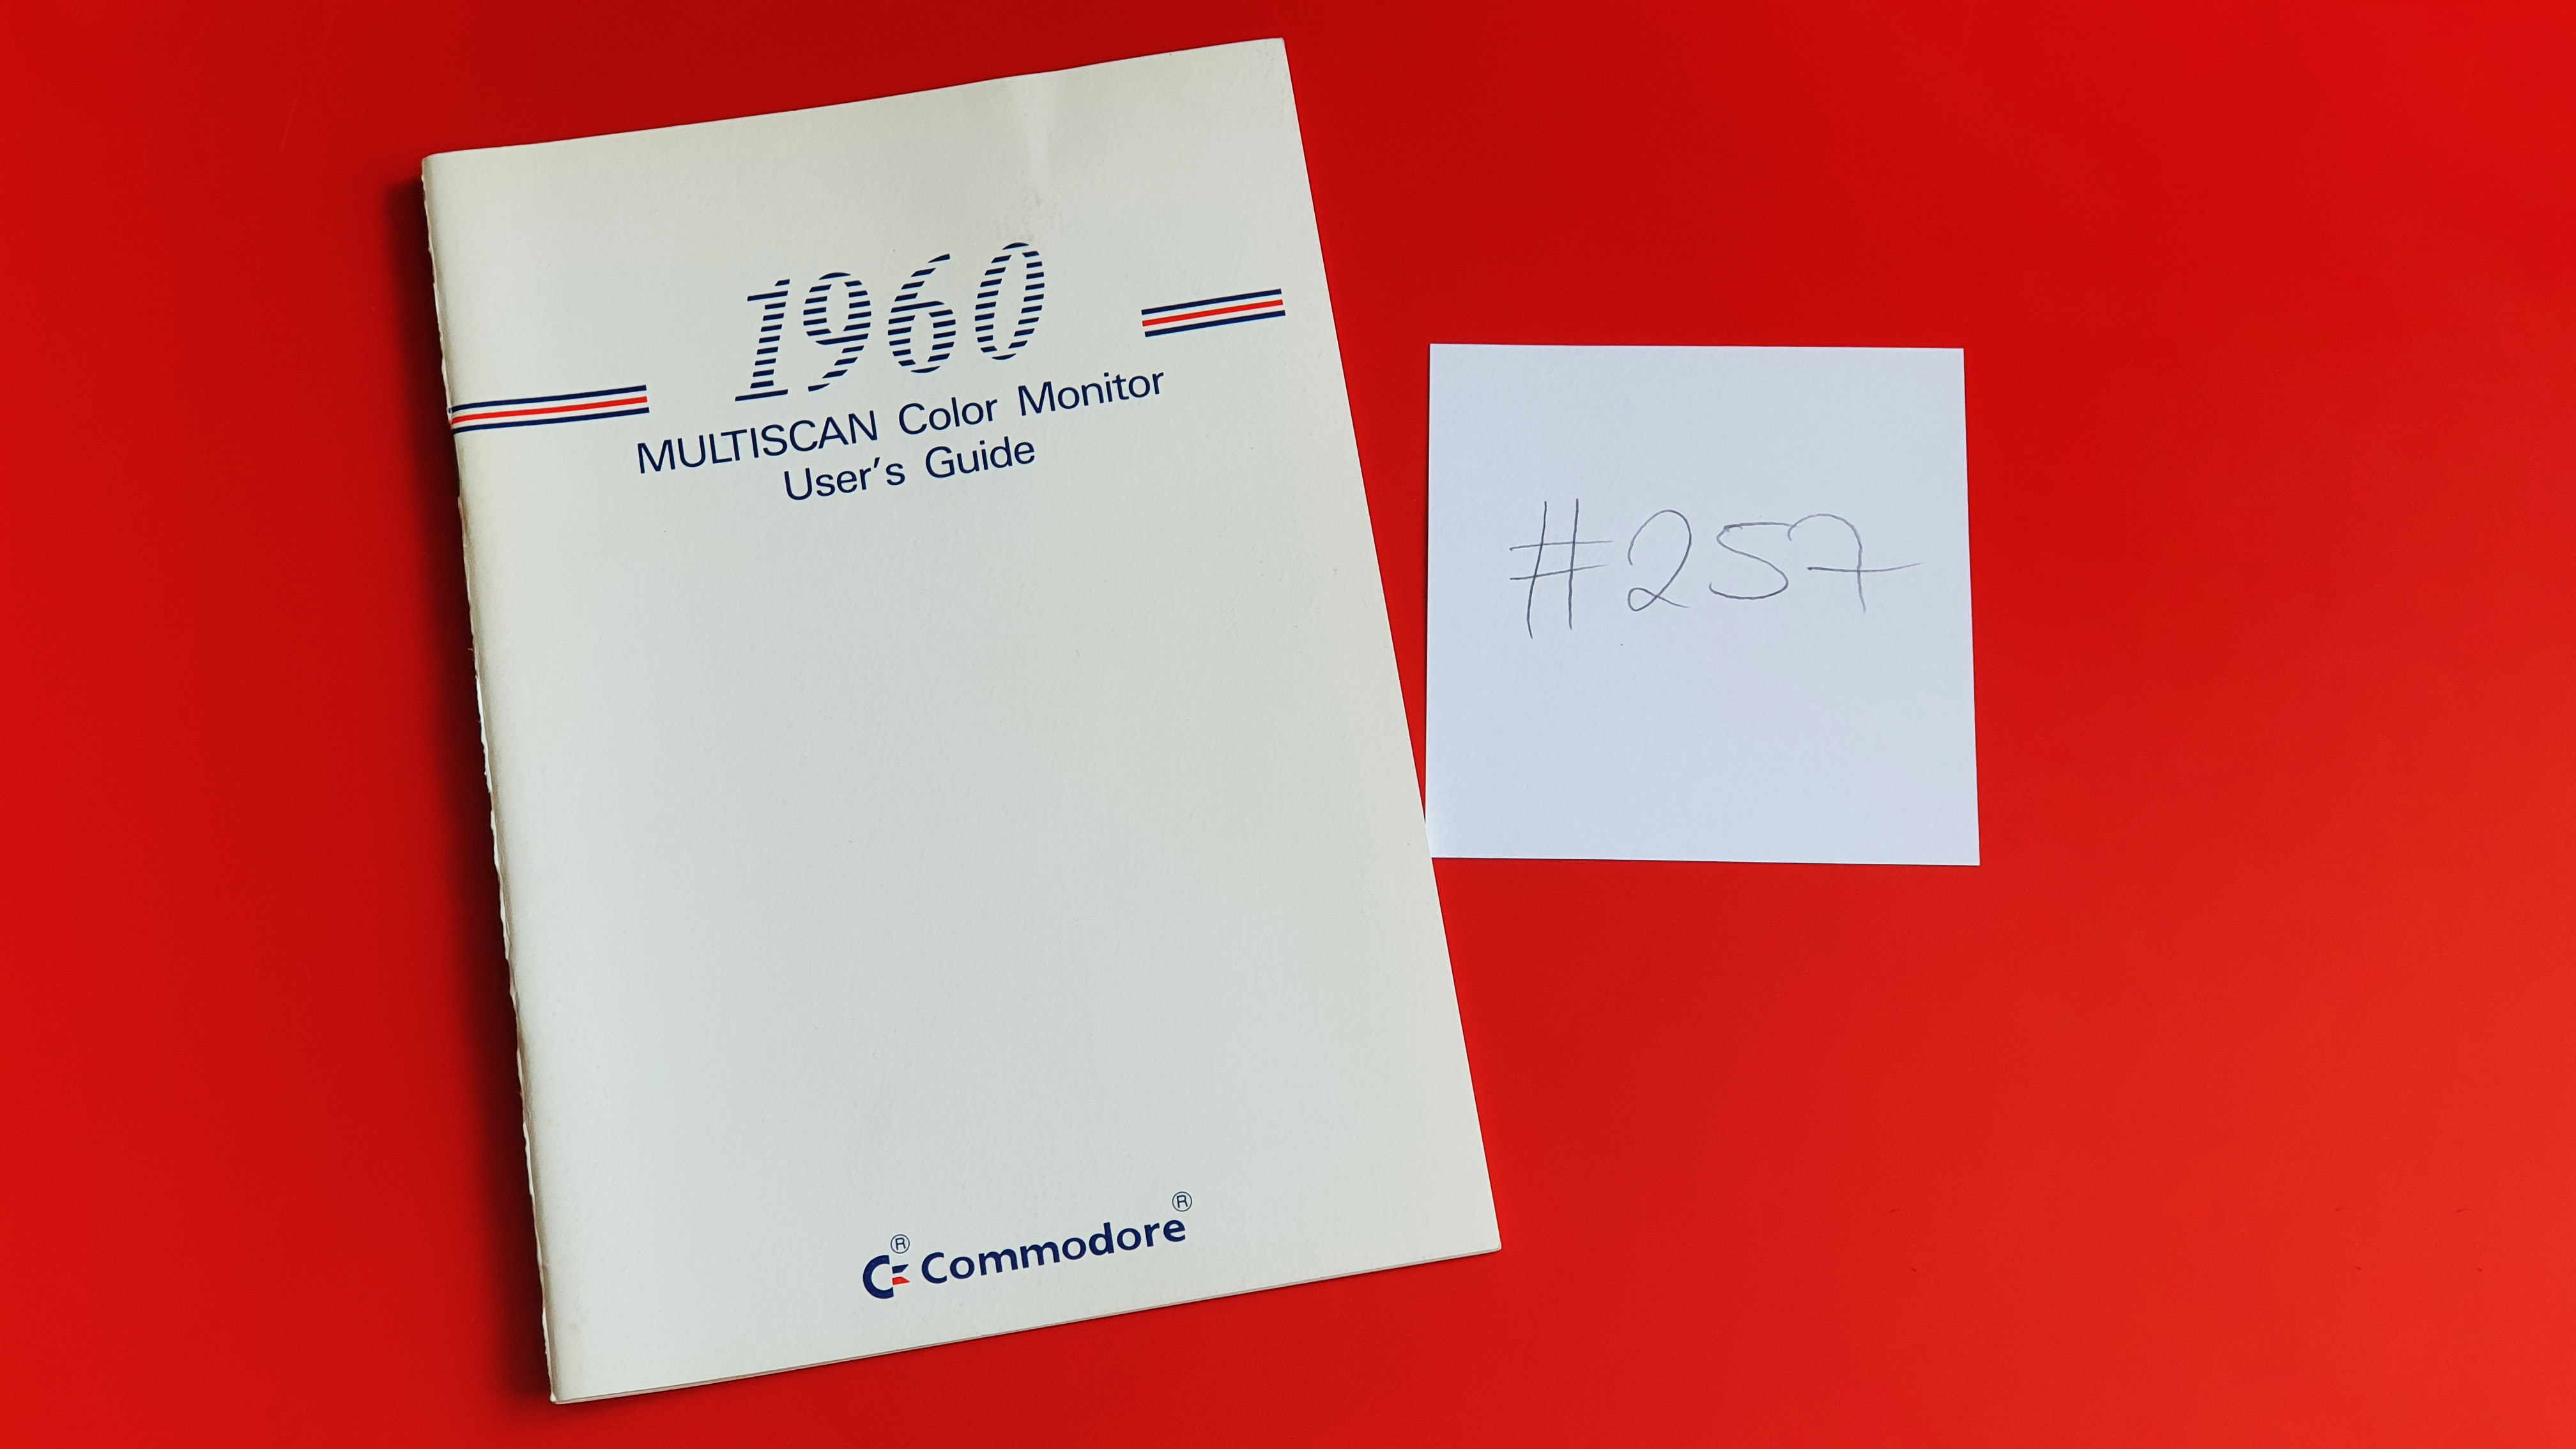 1960
MULTISCAN Color Monitor
User's Guide
#257
C® Commodore®